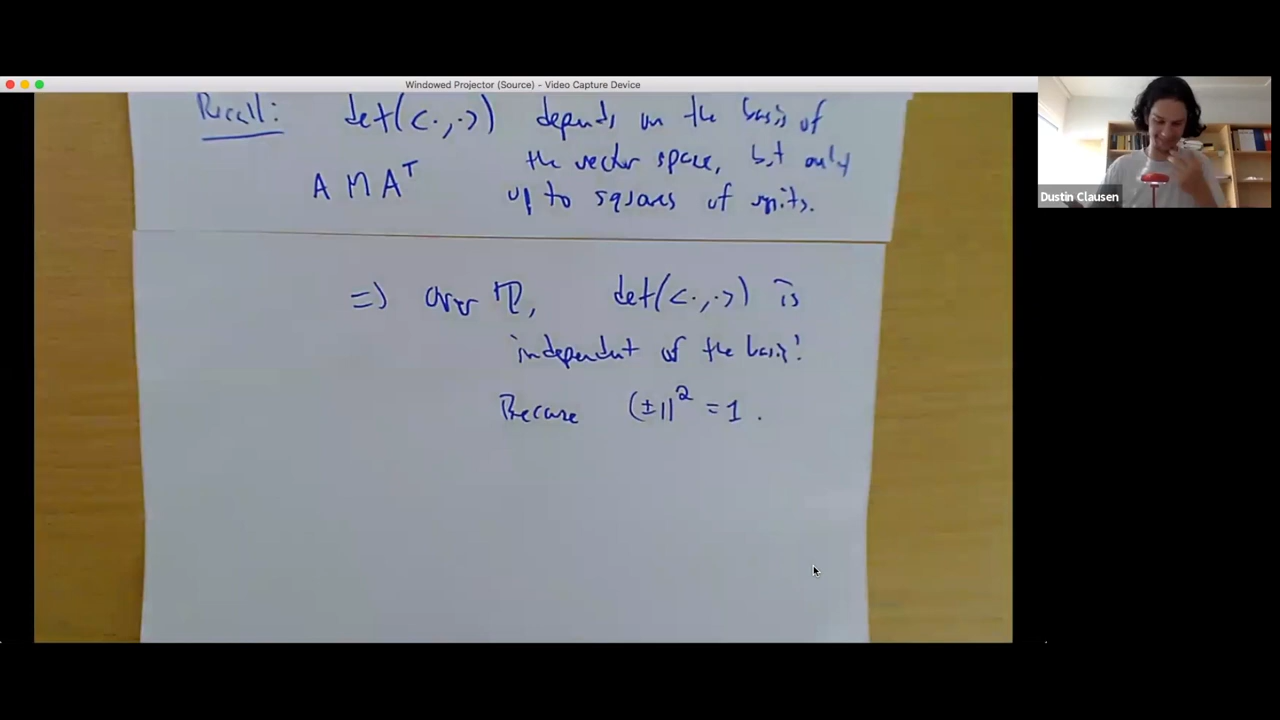 Windowed Projector (Source) - Video Capture Device
Recall: det(<·,·>) depends on the basis of
the vector space, but only
A M Aᵀ up to squares of units.
=> over ℤ, det(<·,·>) is
independent of the basis!
Because (±1)² = 1.
Dustin Clausen